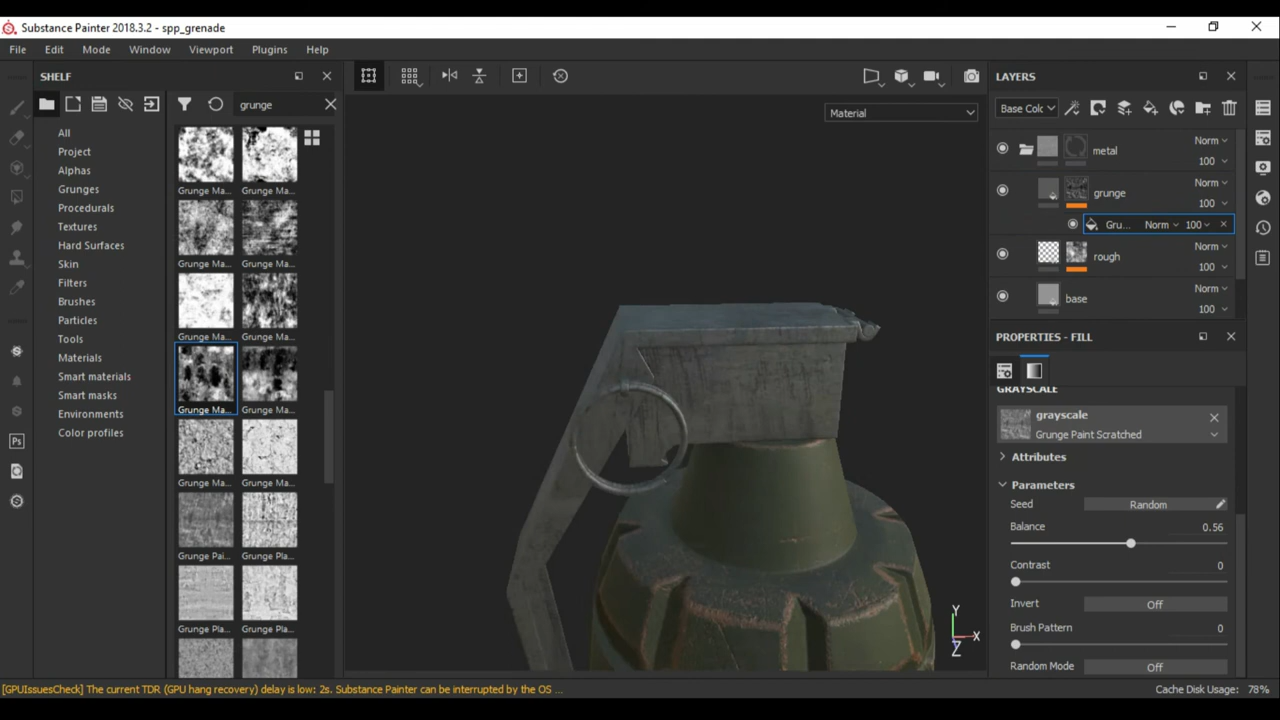 Substance Painter 2018.3.2 - spp_grenade
File Edit Mode Window Viewport Plugins Help
SHELF
grunge
All
Project
Alphas
Grunges
Procedurals
Textures
Hard Surfaces
Skin
Filters
Brushes
Particles
Tools
Materials
Smart materials
Smart masks
Environments
Color profiles
Grunge Ma... Grunge Ma...
Grunge Ma... Grunge Ma...
Grunge Ma... Grunge Ma...
Grunge Ma... Grunge Ma...
Grunge Ma... Grunge Ma...
Grunge Pai... Grunge Pla...
Grunge Pla... Grunge Pla...
Material
Y
X
Z
LAYERS
Base Colc
metal Norm
100
grunge Norm
100
Gru... Norm 100
rough Norm
100
base Norm
100
PROPERTIES - FILL
GRAYSCALE
grayscale
Grunge Paint Scratched
Attributes
Parameters
Seed Random
Balance 0.56
Contrast 0
Invert Off
Brush Pattern 0
Random Mode Off
Ps
[GPUIssuesCheck] The current TDR (GPU hang recovery) delay is low: 2s. Substance Painter can be interrupted by the OS ...
Cache Disk Usage: 78%